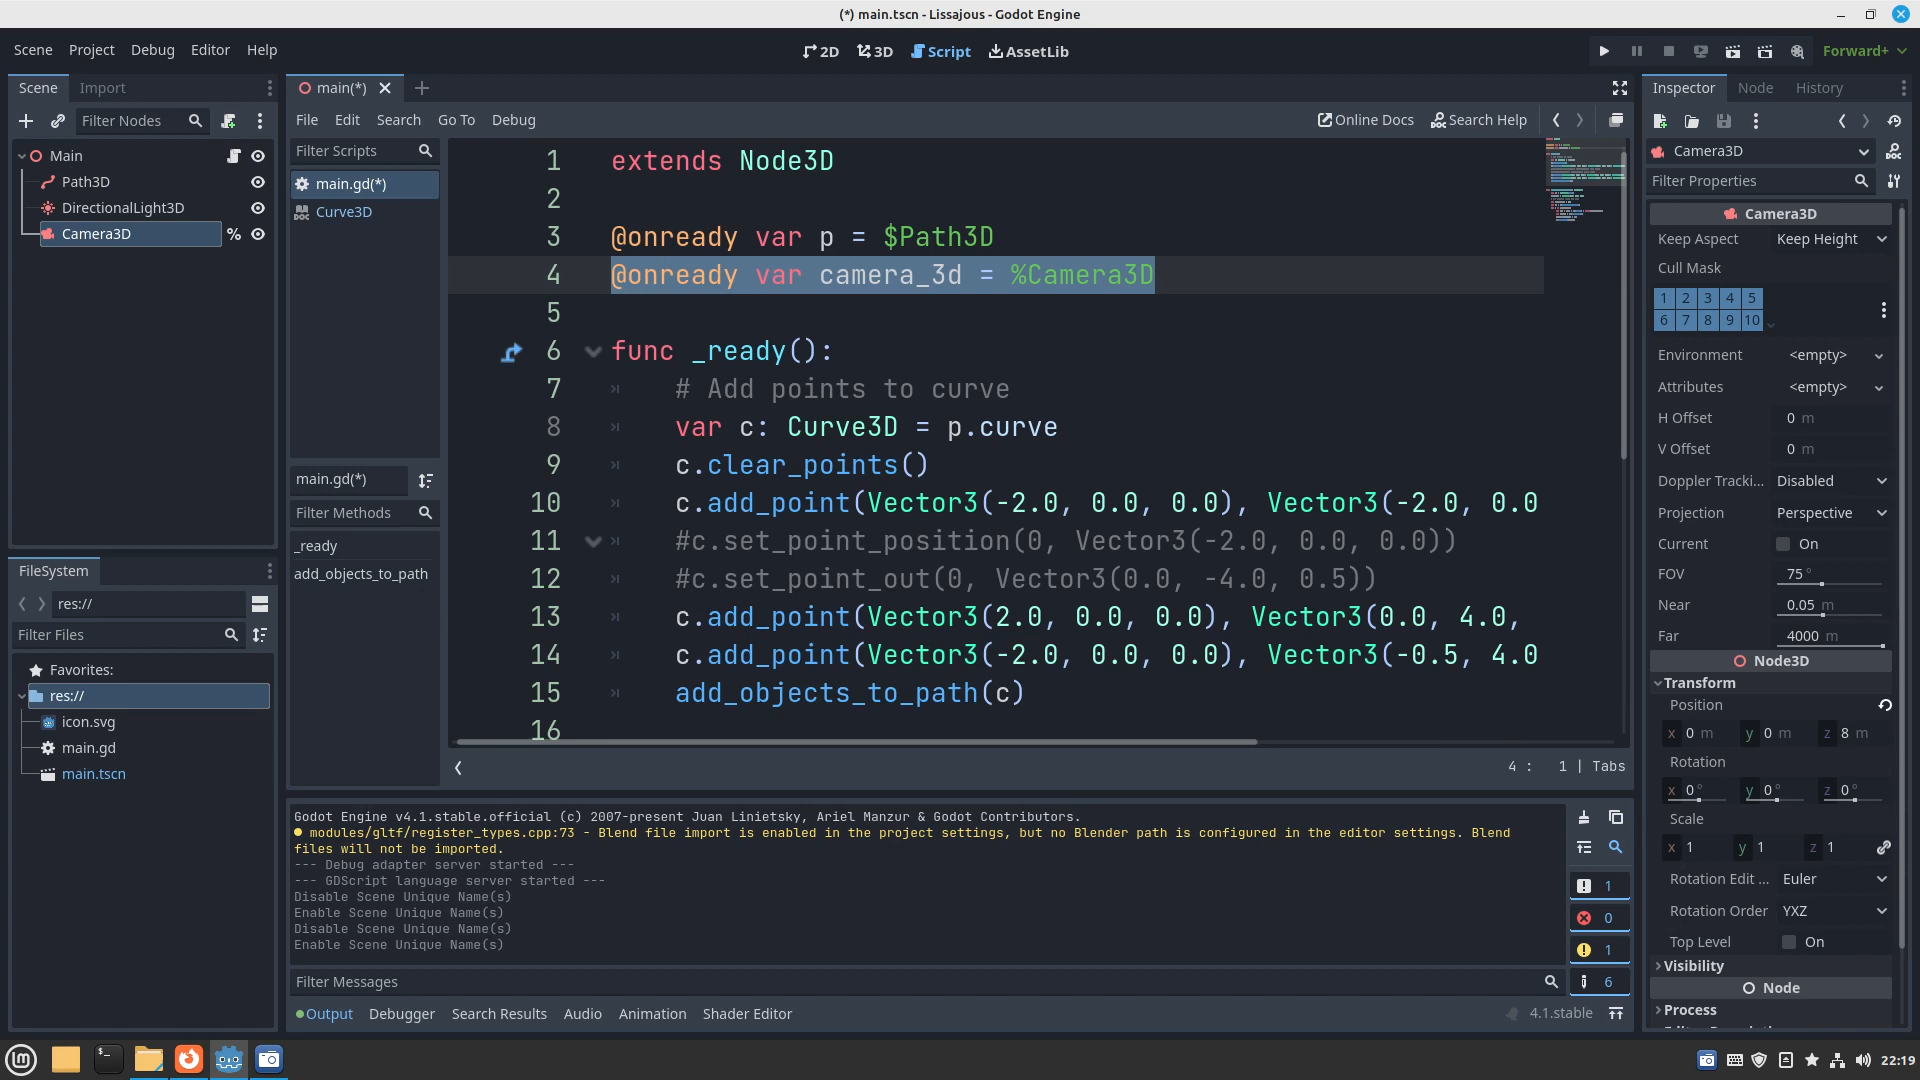 (*) main.tscn - Lissajous - Godot Engine
Scene Project Debug Editor Help
2D 3D Script AssetLib
Forward+
Scene Import
Filter Nodes
Main
Path3D
DirectionalLight3D
Camera3D %
FileSystem
res://
Filter Files
Favorites:
res://
icon.svg
main.gd
main.tscn
main(*)
File Edit Search Go To Debug
Online Docs Search Help
Filter Scripts
main.gd(*)
Curve3D
main.gd(*)
Filter Methods
_ready
add_objects_to_path
1 extends Node3D
2
3 @onready var p = $Path3D
4 @onready var camera_3d = %Camera3D
5
6 func _ready():
7 # Add points to curve
8 var c: Curve3D = p.curve
9 c.clear_points()
10 c.add_point(Vector3(-2.0, 0.0, 0.0), Vector3(-2.0, 0.0
11 #c.set_point_position(0, Vector3(-2.0, 0.0, 0.0))
12 #c.set_point_out(0, Vector3(0.0, -4.0, 0.5))
13 c.add_point(Vector3(2.0, 0.0, 0.0), Vector3(0.0, 4.0,
14 c.add_point(Vector3(-2.0, 0.0, 0.0), Vector3(-0.5, 4.0
15 add_objects_to_path(c)
16
4 : 1 | Tabs
Godot Engine v4.1.stable.official (c) 2007-present Juan Linietsky, Ariel Manzur & Godot Contributors.
modules/gltf/register_types.cpp:73 - Blend file import is enabled in the project settings, but no Blender path is configured in the editor settings. Blend
files will not be imported.
--- Debug adapter server started ---
--- GDScript language server started ---
Disable Scene Unique Name(s)
Enable Scene Unique Name(s)
Disable Scene Unique Name(s)
Enable Scene Unique Name(s)
1
0
1
6
Filter Messages
Output Debugger Search Results Audio Animation Shader Editor
4.1.stable
Inspector Node History
Camera3D
Filter Properties
Camera3D
Keep Aspect Keep Height
Cull Mask
1 2 3 4 5
6 7 8 9 10
Environment <empty>
Attributes <empty>
H Offset 0 m
V Offset 0 m
Doppler Tracki... Disabled
Projection Perspective
Current On
FOV 75 °
Near 0.05 m
Far 4000 m
Node3D
Transform
Position
x 0 m y 0 m z 8 m
Rotation
x 0 ° y 0 ° z 0 °
Scale
x 1 y 1 z 1
Rotation Edit ... Euler
Rotation Order YXZ
Top Level On
Visibility
Node
Process
22:19